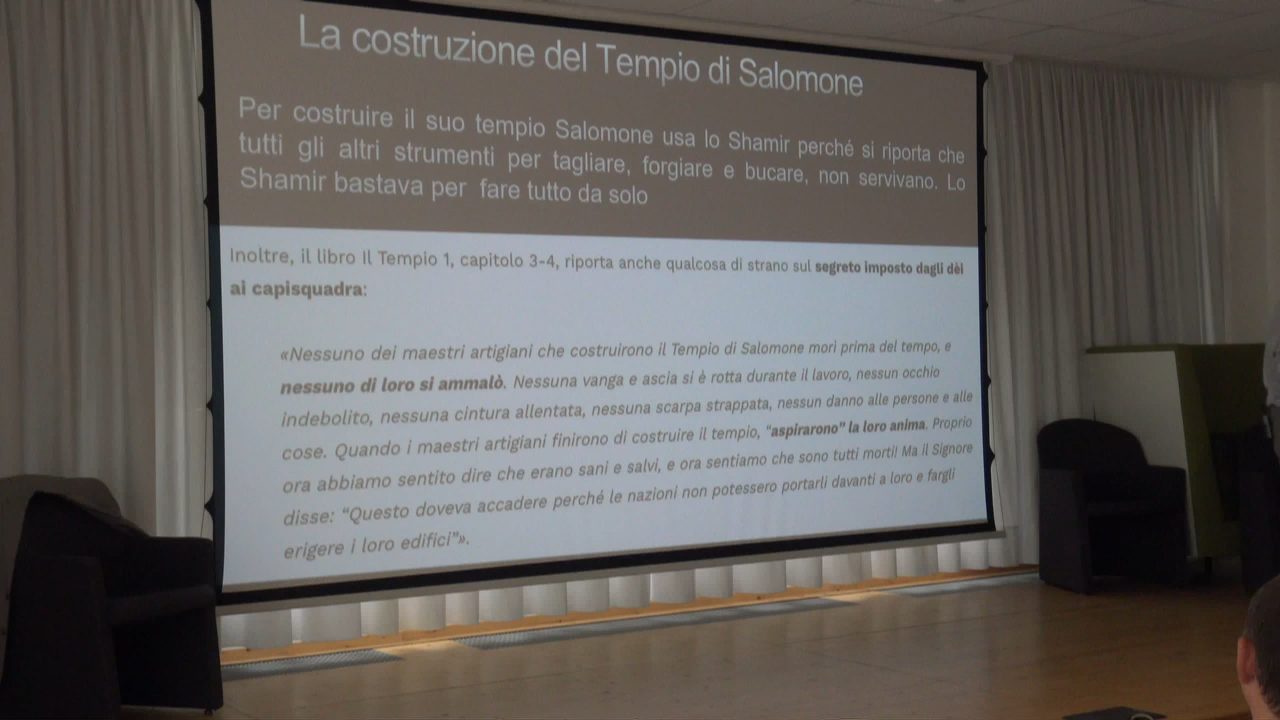 La costruzione del Tempio di Salomone
Per costruire il suo tempio Salomone usa lo Shamir perché si riporta che
tutti gli altri strumenti per tagliare, forgiare e bucare, non servivano. Lo
Shamir bastava per fare tutto da solo
Inoltre, il libro Il Tempio 1, capitolo 3-4, riporta anche qualcosa di strano sul segreto imposto dagli dèi
ai capisquadra:
«Nessuno dei maestri artigiani che costruirono il Tempio di Salomone morì prima del tempo, e
nessuno di loro si ammalò. Nessuna vanga e ascia si è rotta durante il lavoro, nessun occhio
indebolito, nessuna cintura allentata, nessuna scarpa strappata, nessun danno alle persone e alle
cose. Quando i maestri artigiani finirono di costruire il tempio, "aspirarono" la loro anima. Proprio
ora abbiamo sentito dire che erano sani e salvi, e ora sentiamo che sono tutti morti! Ma il Signore
disse: "Questo doveva accadere perché le nazioni non potessero portarli davanti a loro e fargli
erigere i loro edifici"».